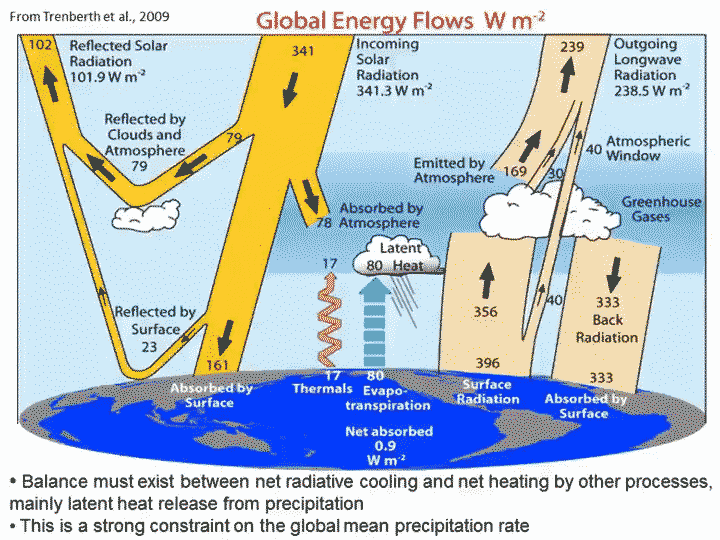 From Trenberth et al., 2009
Global Energy Flows W m-2
102
Reflected Solar
Radiation
101.9 W m-2
341
Incoming
Solar
Radiation
341.3 W m-2
239
Outgoing
Longwave
Radiation
238.5 W m-2
Reflected by
Clouds and
Atmosphere
79
79
Emitted by
Atmosphere
169
30
40
Atmospheric
Window
Greenhouse
Gases
78
Absorbed by
Atmosphere
17
Latent
80 Heat
Reflected by
Surface
23
356
40
333
Back
Radiation
161
396
333
Absorbed by
Surface
17
Thermals
80
Evapo-
transpiration
Surface
Radiation
Absorbed by
Surface
Net absorbed
0.9
W m-2
• Balance must exist between net radiative cooling and net heating by other processes,
mainly latent heat release from precipitation
• This is a strong constraint on the global mean precipitation rate